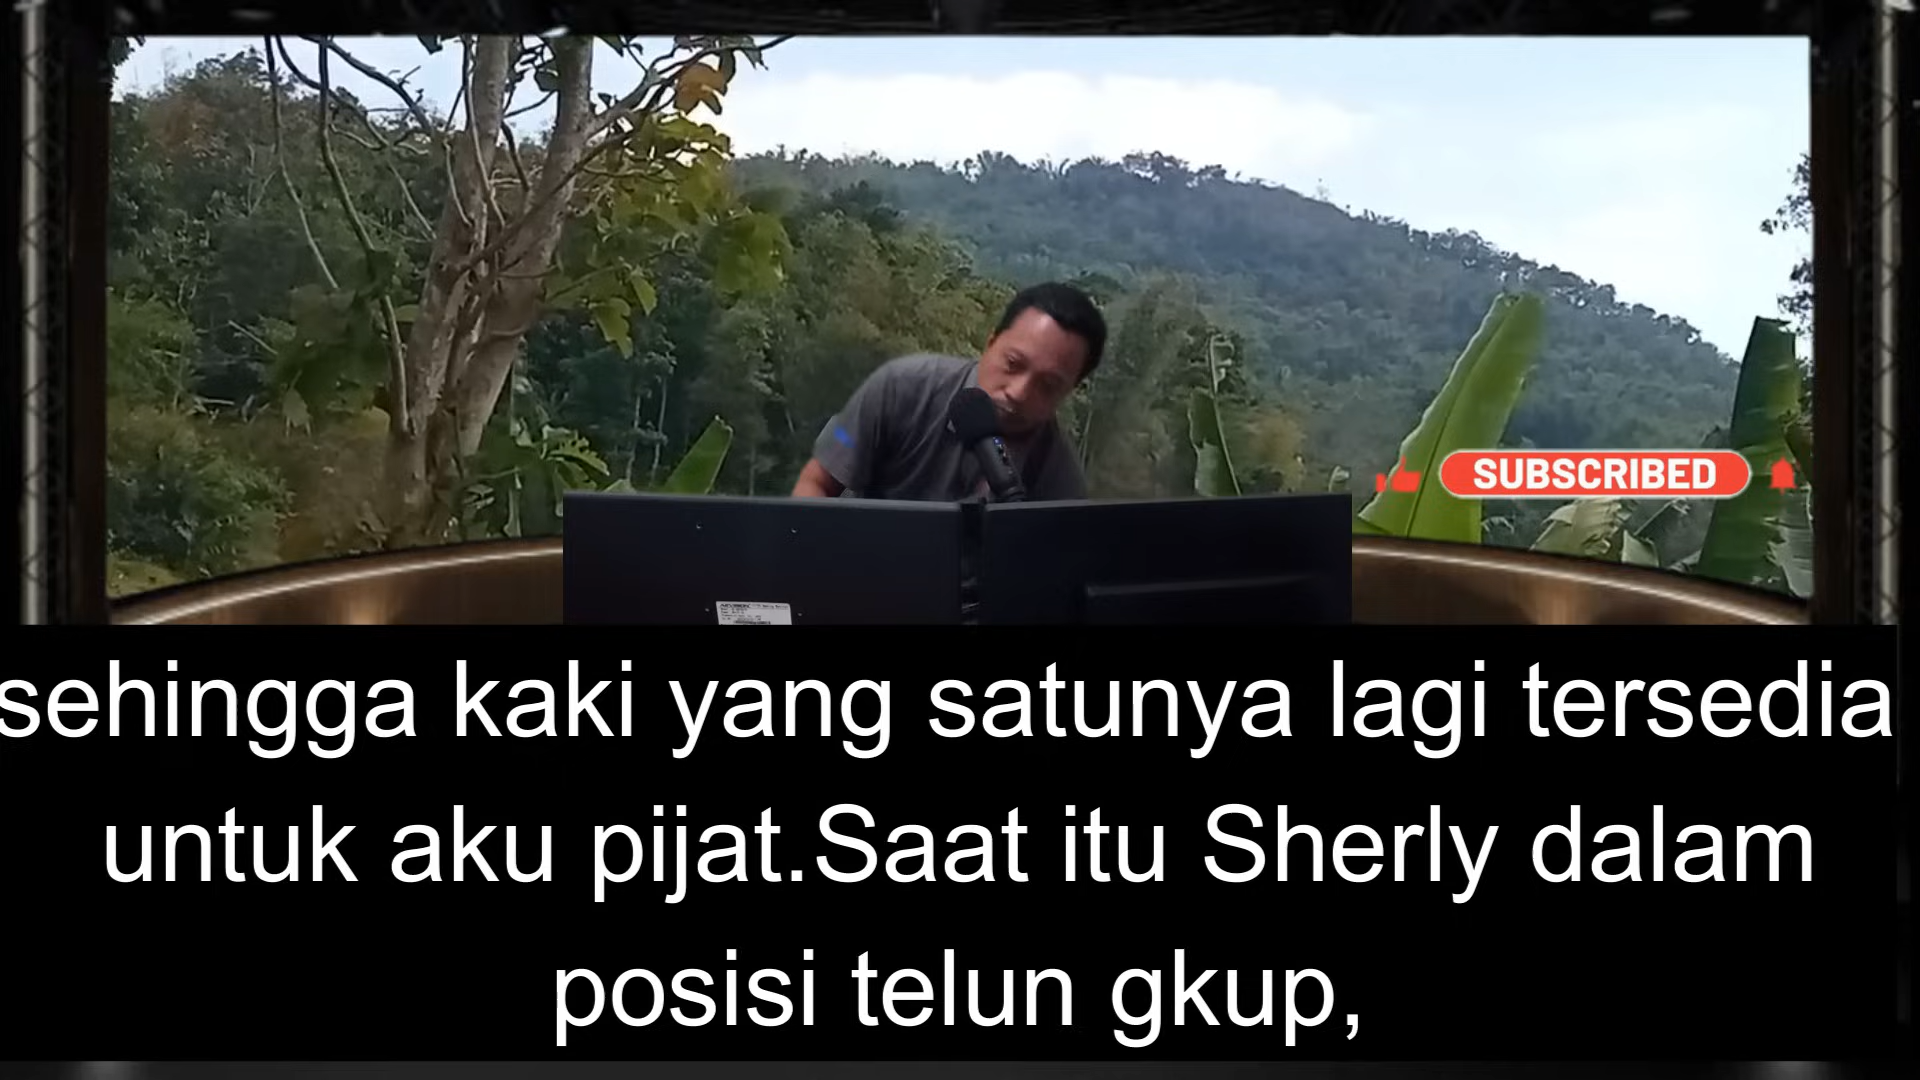 SUBSCRIBED
sehingga kaki yang satunya lagi tersedia
untuk aku pijat.Saat itu Sherly dalam
posisi telun gkup,